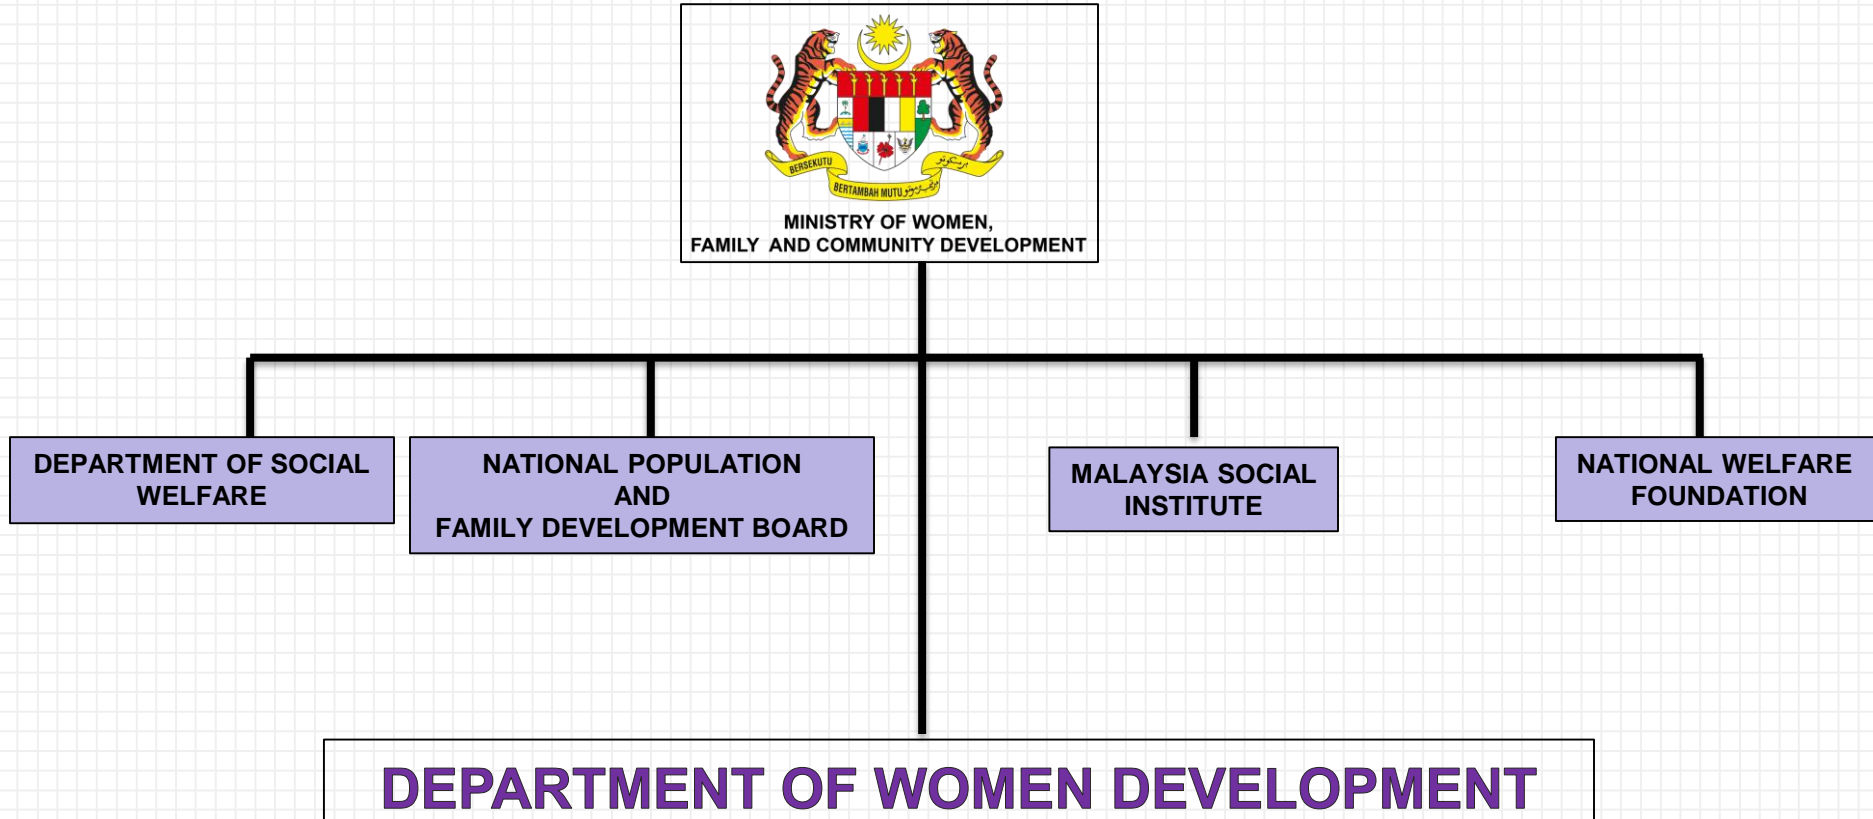 BERSEKUTU
BERTAMBAH MUTU
MINISTRY OF WOMEN,
FAMILY AND COMMUNITY DEVELOPMENT
DEPARTMENT OF SOCIAL
WELFARE
NATIONAL POPULATION
AND
FAMILY DEVELOPMENT BOARD
MALAYSIA SOCIAL
INSTITUTE
NATIONAL WELFARE
FOUNDATION
DEPARTMENT OF WOMEN DEVELOPMENT